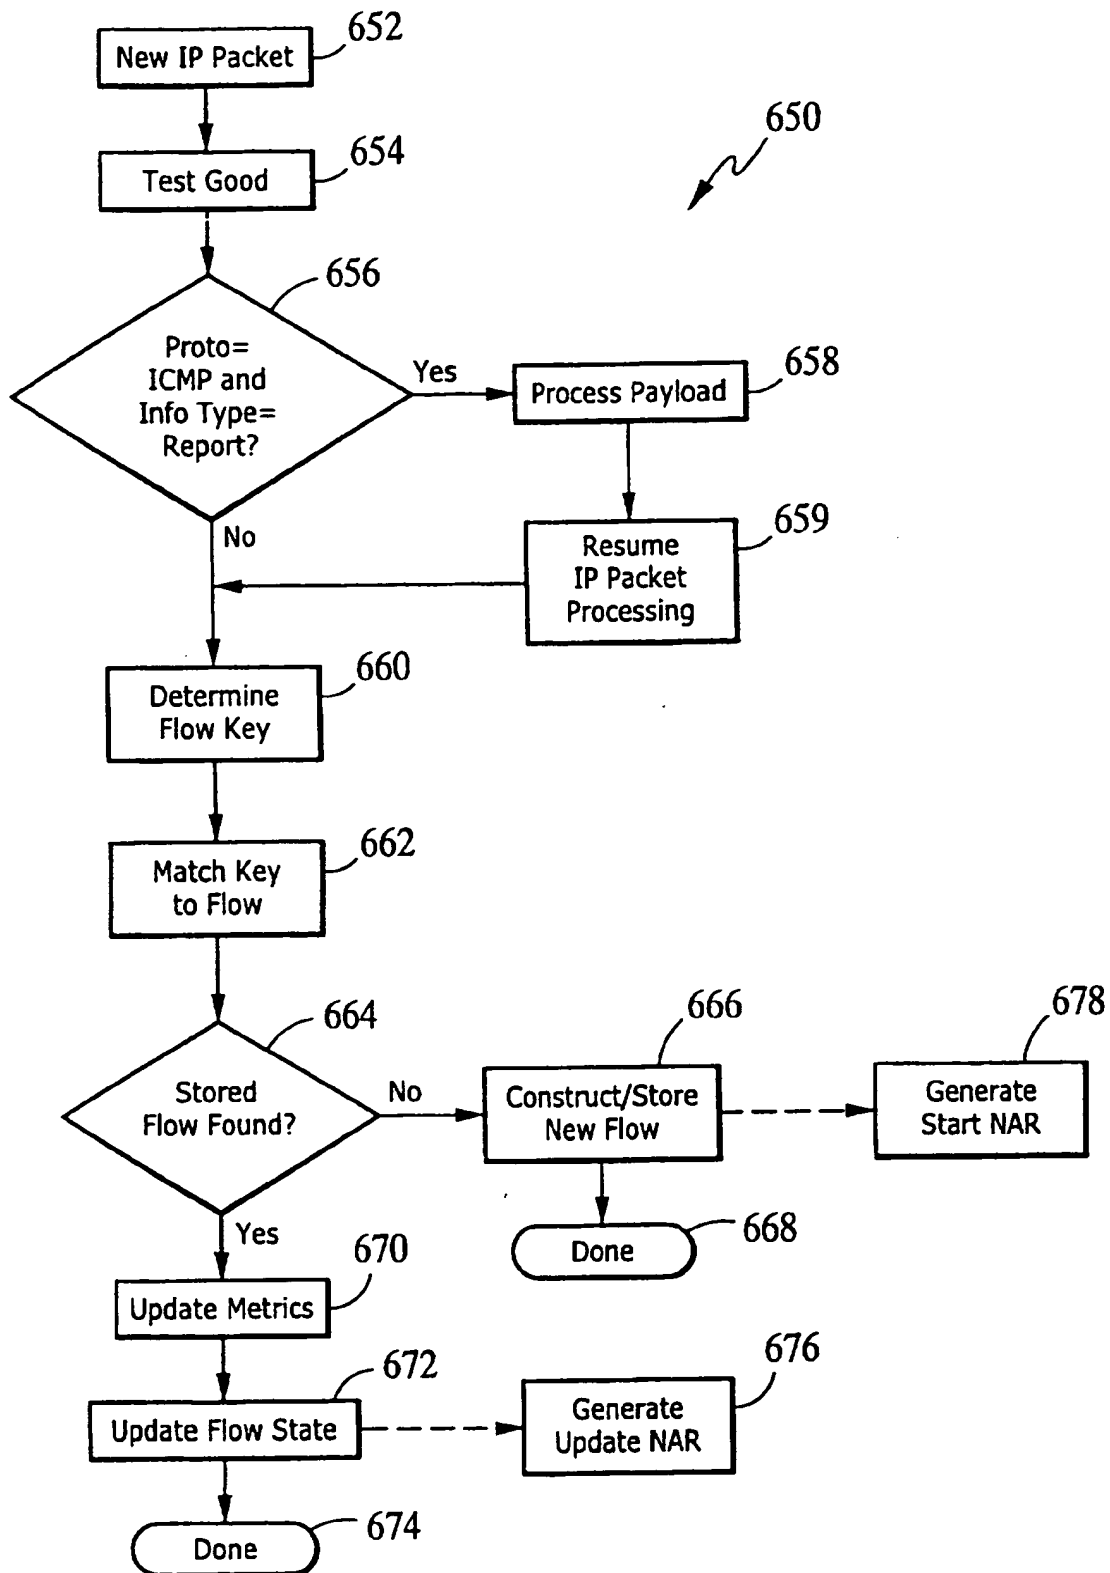 New IP Packet
652
650
Test Good
654
656
Proto=
ICMP and
Info Type=
Report?
Yes
Process Payload
658
No
Resume
IP Packet
Processing
659
Determine
Flow Key
660
Match Key
to Flow
662
664
Stored
Flow Found?
No
Construct/Store
New Flow
666
Generate
Start NAR
678
Yes
Done
668
Update Metrics
670
Update Flow State
672
Generate
Update NAR
676
Done
674